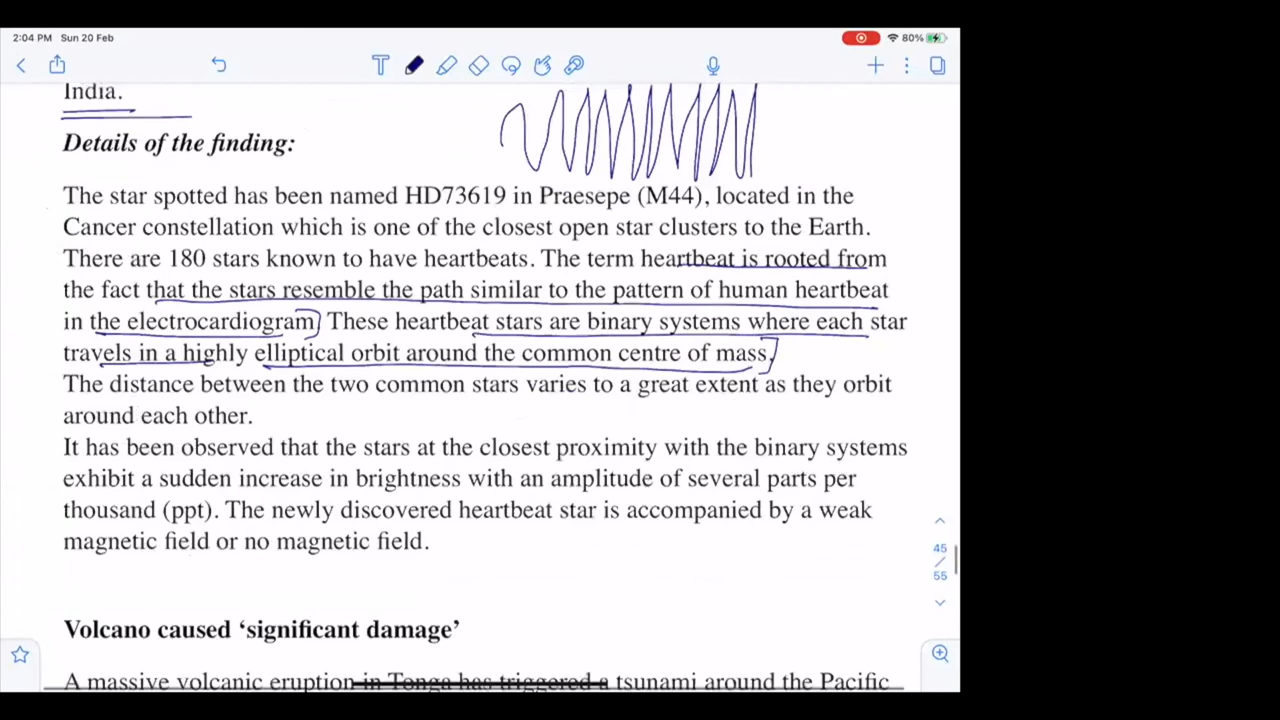 2:04 PM Sun 20 Feb
80%
India.
Details of the finding:
The star spotted has been named HD73619 in Praesepe (M44), located in the
Cancer constellation which is one of the closest open star clusters to the Earth.
There are 180 stars known to have heartbeats. The term heartbeat is rooted from
the fact that the stars resemble the path similar to the pattern of human heartbeat
in the electrocardiogram. These heartbeat stars are binary systems where each star
travels in a highly elliptical orbit around the common centre of mass.
The distance between the two common stars varies to a great extent as they orbit
around each other.
It has been observed that the stars at the closest proximity with the binary systems
exhibit a sudden increase in brightness with an amplitude of several parts per
thousand (ppt). The newly discovered heartbeat star is accompanied by a weak
magnetic field or no magnetic field.
45
/
55
Volcano caused ‘significant damage’
A massive volcanic eruption in Tonga has triggered a tsunami around the Pacific